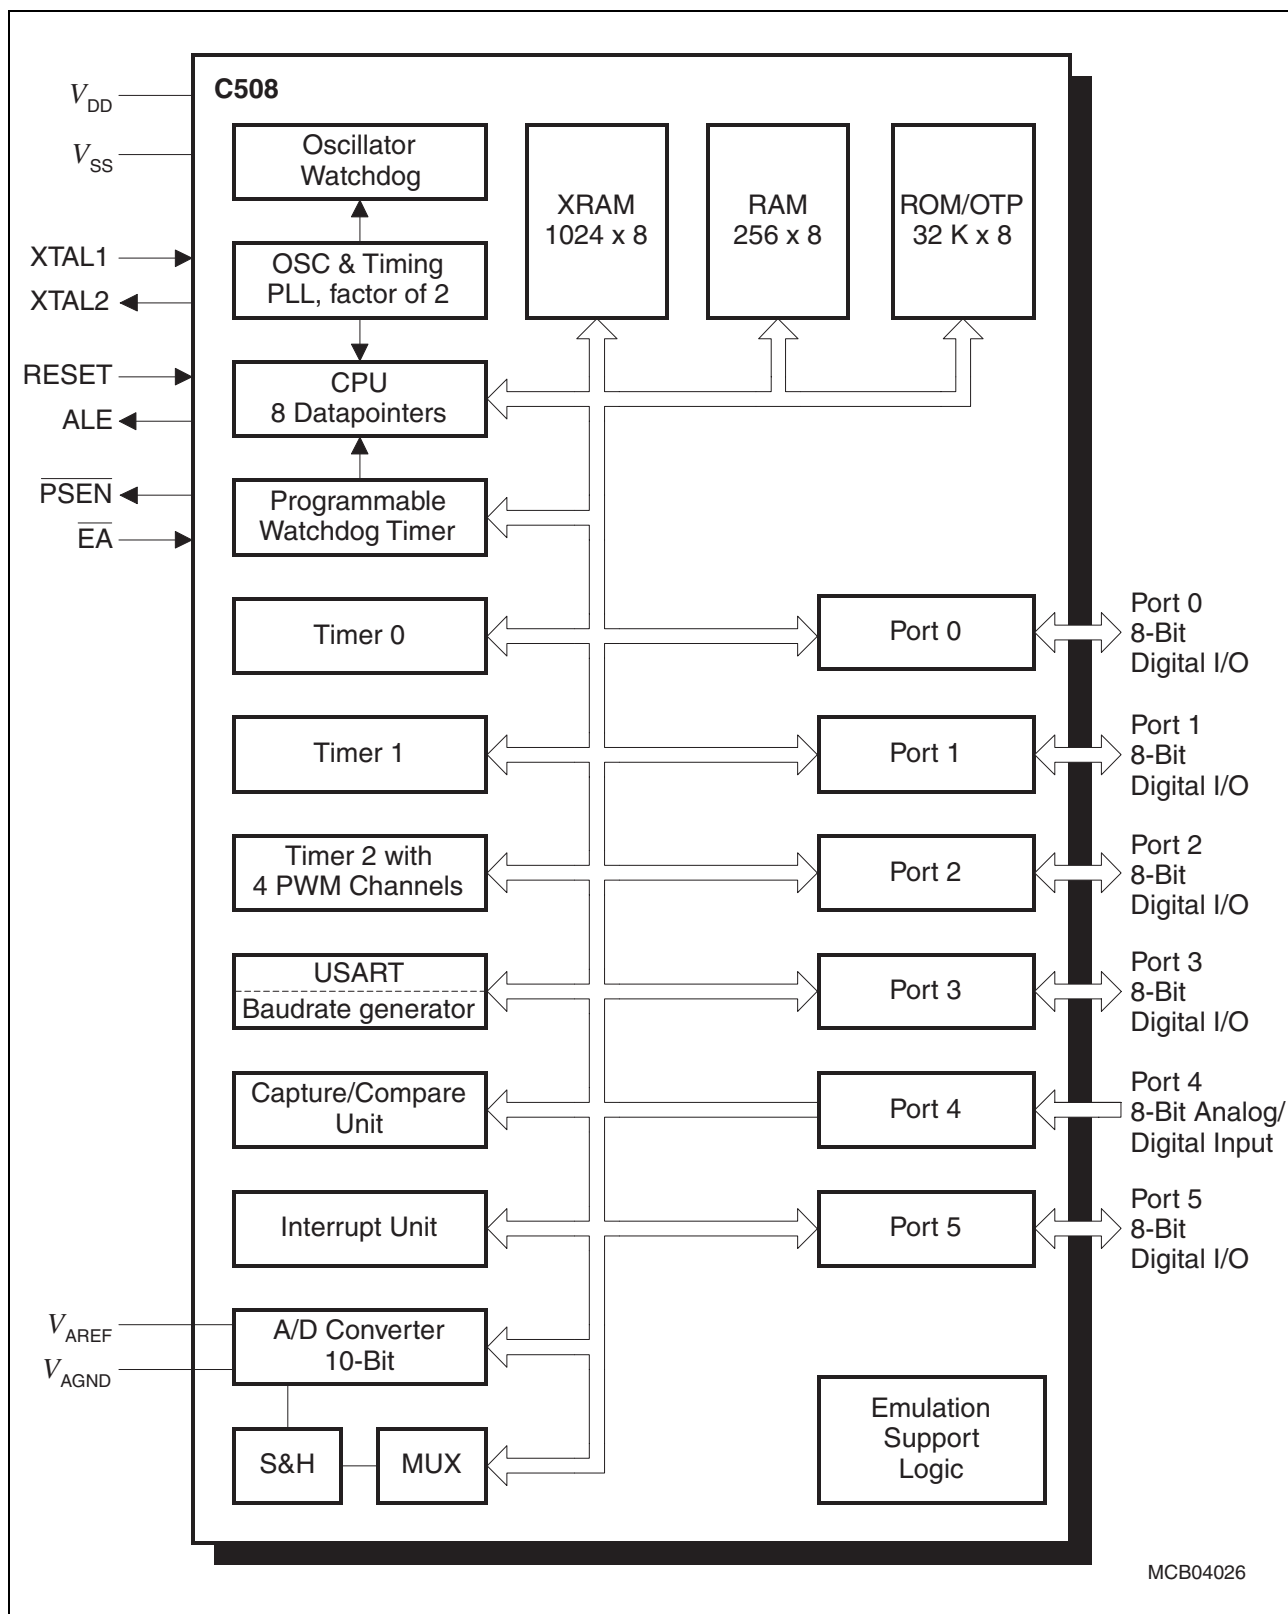 C508
V DD
V SS
XTAL1
XTAL2
RESET
ALE
PSEN
EA
Oscillator
Watchdog
OSC & Timing
PLL, factor of 2
CPU
8 Datapointers
Programmable
Watchdog Timer
XRAM
1024 x 8
RAM
256 x 8
ROM/OTP
32 K x 8
Timer 0
Port 0
Port 0
8-Bit
Digital I/O
Timer 1
Port 1
Port 1
8-Bit
Digital I/O
Timer 2 with
4 PWM Channels
Port 2
Port 2
8-Bit
Digital I/O
USART
Baudrate generator
Port 3
Port 3
8-Bit
Digital I/O
Capture/Compare
Unit
Port 4
Port 4
8-Bit Analog/
Digital Input
Interrupt Unit
Port 5
Port 5
8-Bit
Digital I/O
V AREF
V AGND
A/D Converter
10-Bit
S&H
MUX
Emulation
Support
Logic
MCB04026